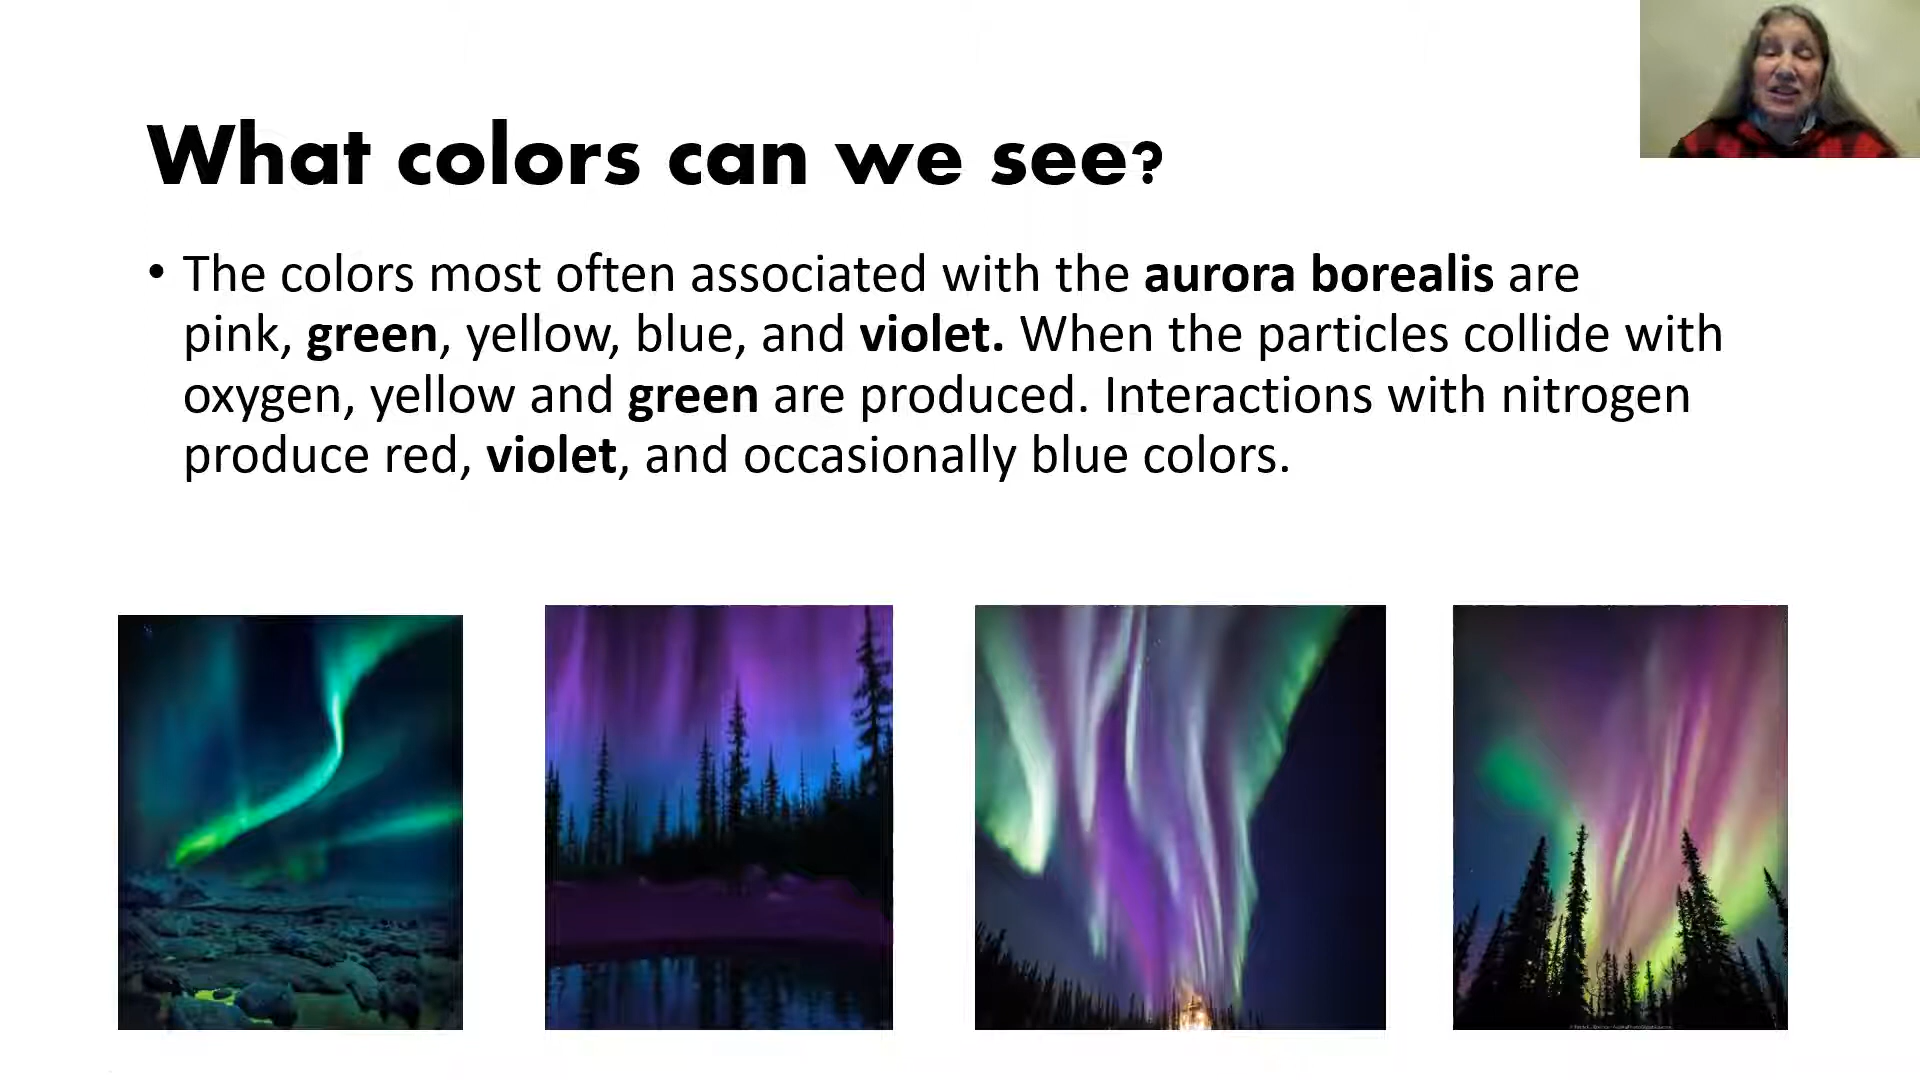 What colors can we see?
• The colors most often associated with the aurora borealis are
pink, green, yellow, blue, and violet. When the particles collide with
oxygen, yellow and green are produced. Interactions with nitrogen
produce red, violet, and occasionally blue colors.